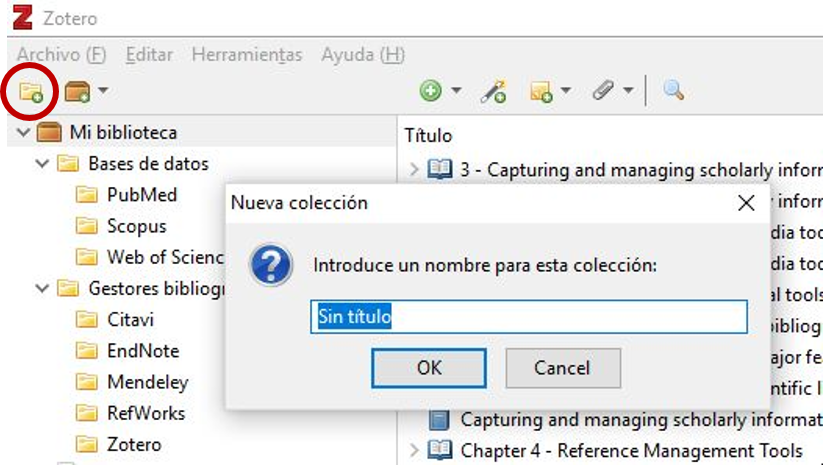 Zotero
Archivo (F) Editar Herramientas Ayuda (H)
Mi biblioteca
Bases de datos
PubMed
Scopus
Web of Scienc
Gestores bibliogr
Citavi
EndNote
Mendeley
RefWorks
Zotero
Título
3 - Capturing and managing scholarly inforr
y inforr
dia too
dia too
al tools
bibliog
ajor fea
ntific I
Capturing and managing scholarly informat
Chapter 4 - Reference Management Tools
Nueva colección
Introduce un nombre para esta colección:
Sin título
OK Cancel